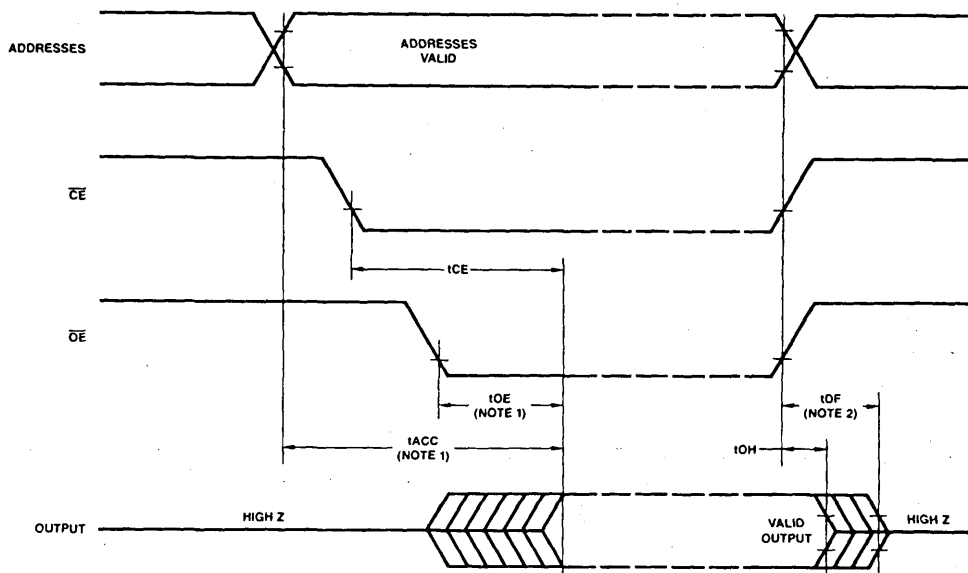 ADDRESSES
ADDRESSES
VALID
CE
tCE
OE
tOE
(NOTE 1)
tDF
(NOTE 2)
tACC
(NOTE 1)
tOH
OUTPUT
HIGH Z
VALID
OUTPUT
HIGH Z